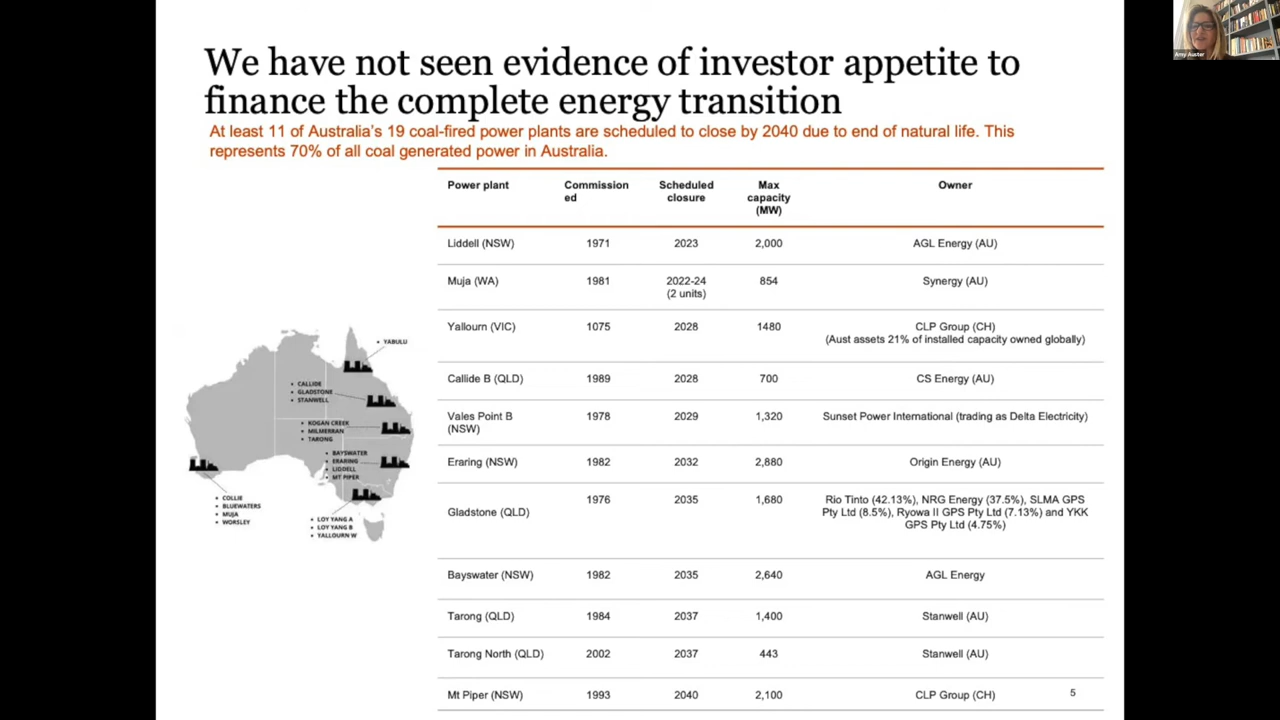 We have not seen evidence of investor appetite to
finance the complete energy transition
At least 11 of Australia's 19 coal-fired power plants are scheduled to close by 2040 due to end of natural life. This
represents 70% of all coal generated power in Australia.
Power plant Commission Scheduled Max Owner
ed closure capacity
(MW)
Liddell (NSW) 1971 2023 2,000 AGL Energy (AU)
Muja (WA) 1981 2022-24 854 Synergy (AU)
(2 units)
Yallourn (VIC) 1075 2028 1480 CLP Group (CH)
(Aust assets 21% of installed capacity owned globally)
Callide B (QLD) 1989 2028 700 CS Energy (AU)
Vales Point B 1978 2029 1,320 Sunset Power International (trading as Delta Electricity)
(NSW)
Eraring (NSW) 1982 2032 2,880 Origin Energy (AU)
Gladstone (QLD) 1976 2035 1,680 Rio Tinto (42.13%), NRG Energy (37.5%), SLMA GPS
Pty Ltd (8.5%), Ryowa II GPS Pty Ltd (7.13%) and YKK
GPS Pty Ltd (4.75%)
Bayswater (NSW) 1982 2035 2,640 AGL Energy
Tarong (QLD) 1984 2037 1,400 Stanwell (AU)
Tarong North (QLD) 2002 2037 443 Stanwell (AU)
Mt Piper (NSW) 1993 2040 2,100 CLP Group (CH)
5
• YABULU
• CALLIDE
• GLADSTONE
• STANWELL
• KOGAN CREEK
• MILMERRAN
• TARONG
• BAYSWATER
• ERARING
• LIDDELL
• MT PIPER
• COLLIE
• BLUEWATERS
• MUJA
• WORSLEY
• LOY YANG A
• LOY YANG B
• YALLOURN W
Amy Auster